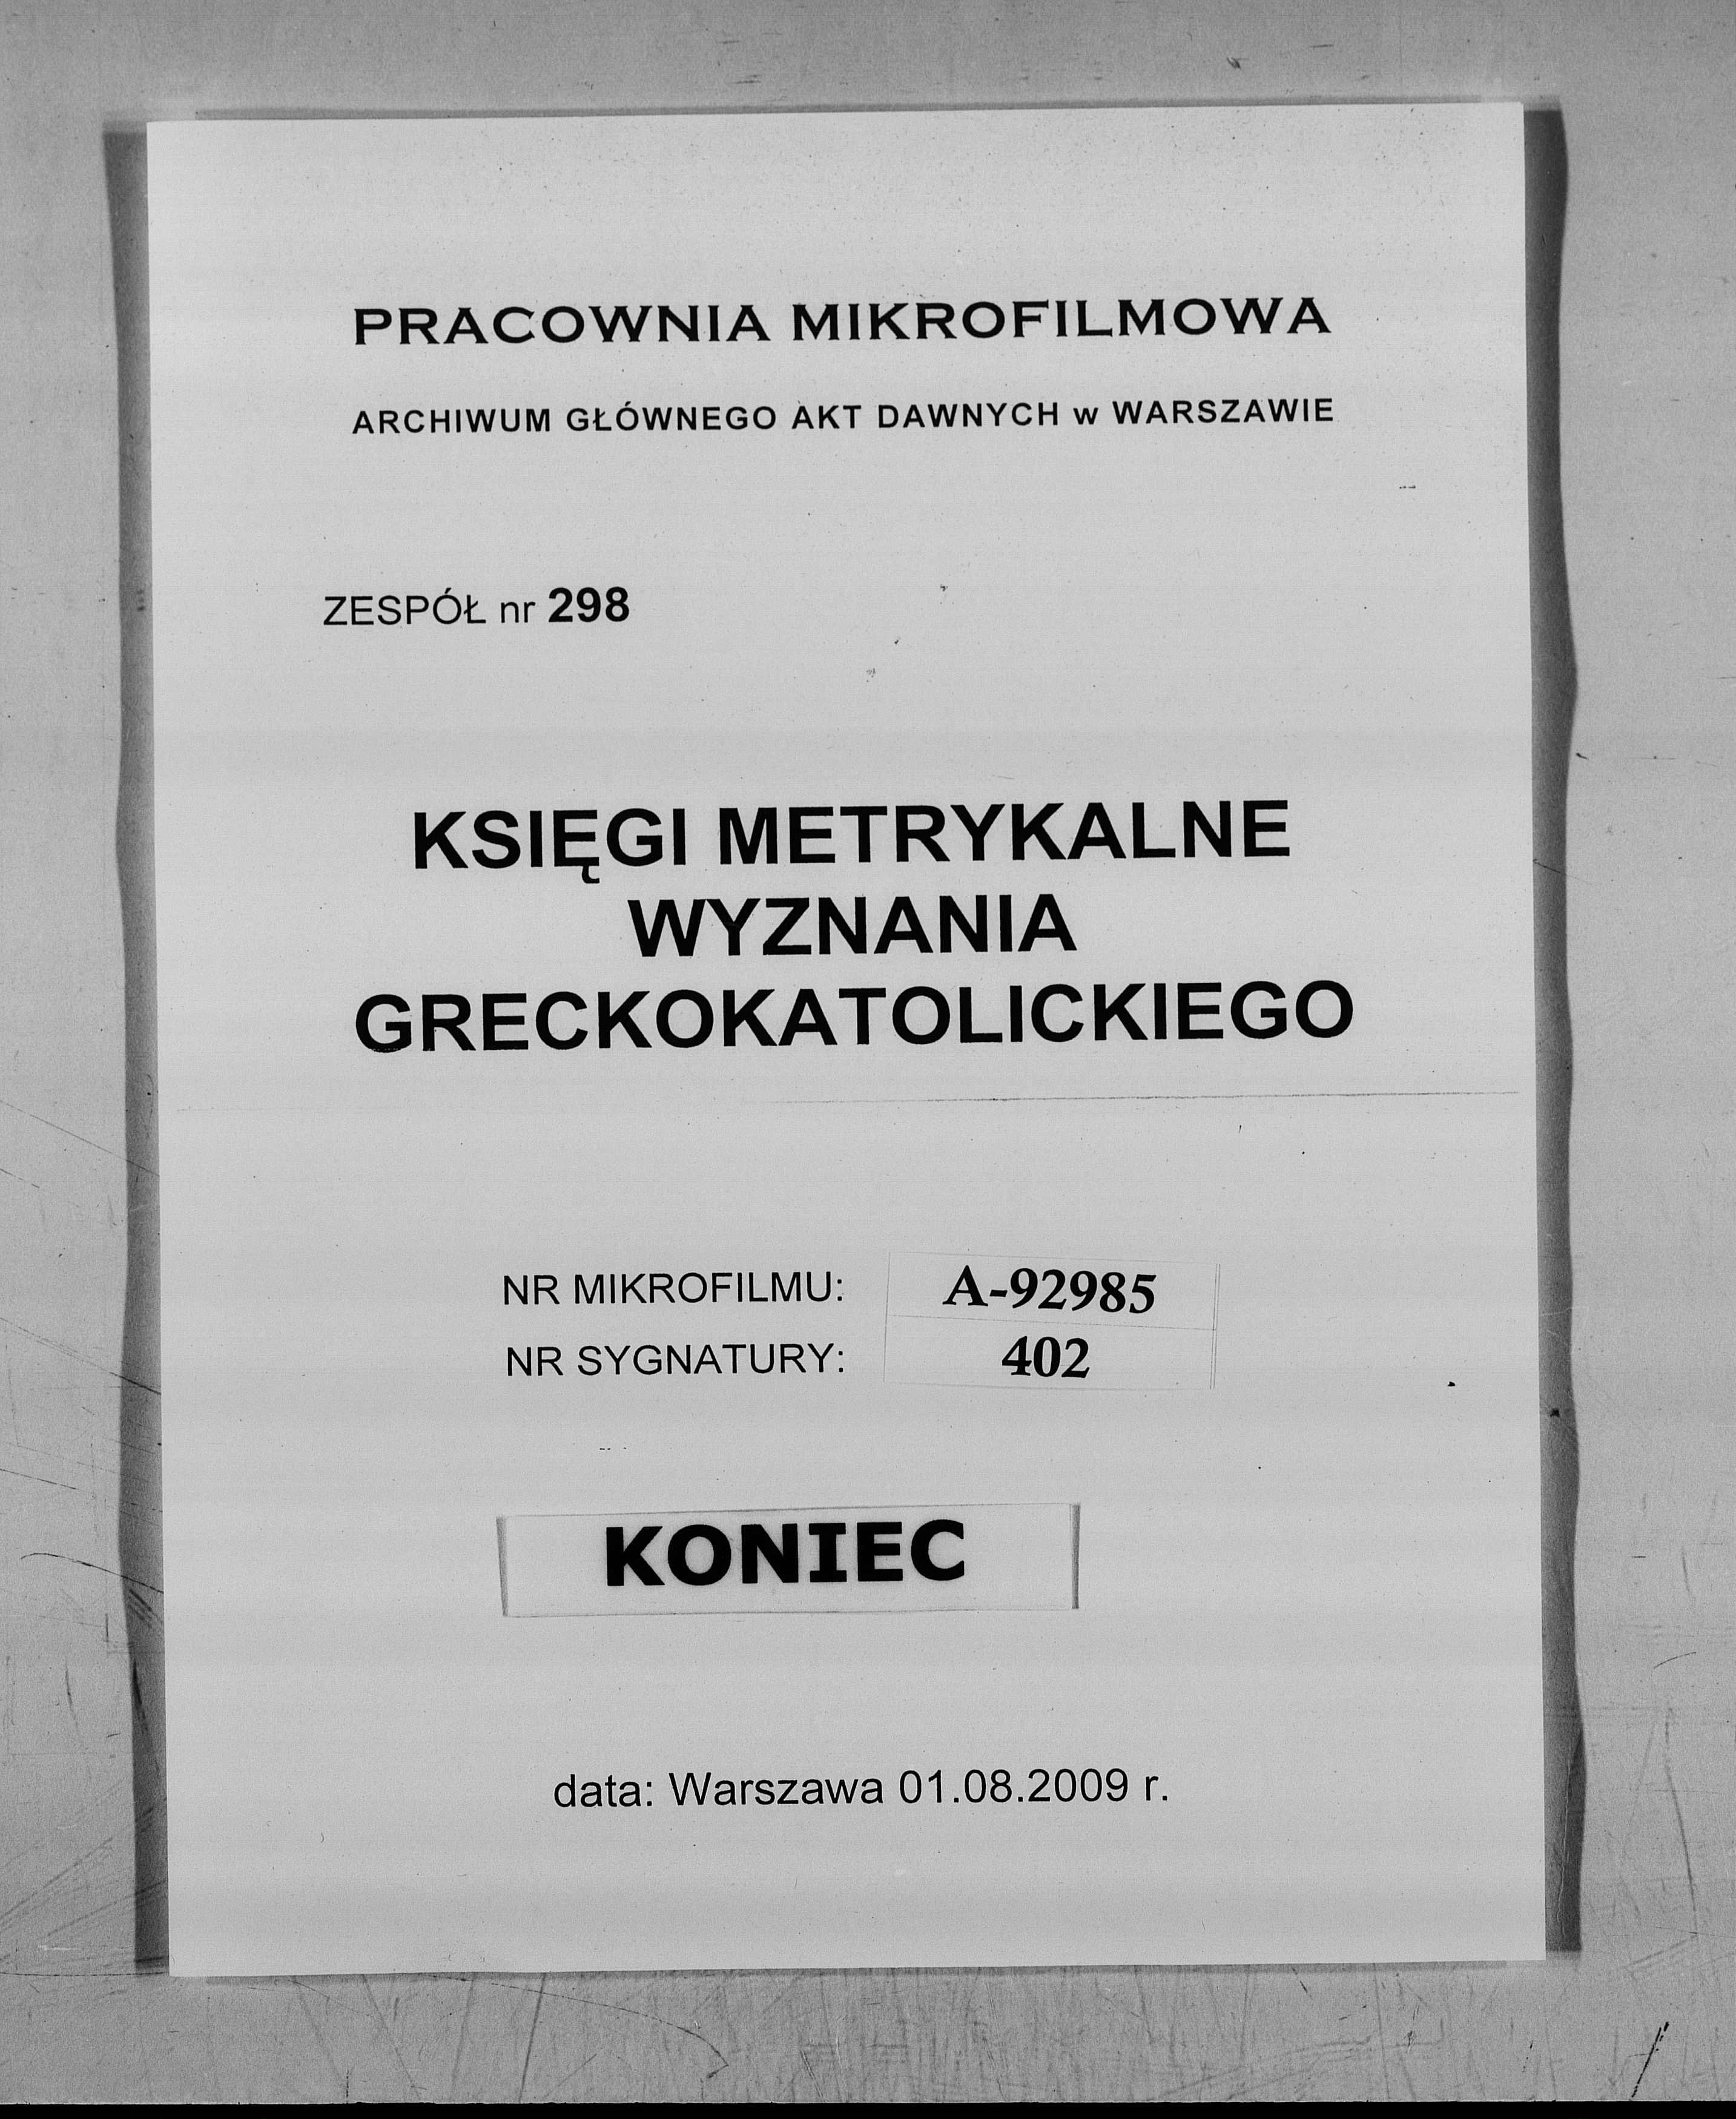 PRACOWNIA MIKROFILMOWA
ARCHIWUM GŁÓWNEGO AKT DAWNYCH w WARSZAWIE
ZESPÓŁ nr 298
KSIĘGI METRYKALNE
WYZNANIA
GRECKOKATOLICKIEGO
NR MIKROFILMU: A-92985
NR SYGNATURY: 402
KONIEC
data: Warszawa 01.08.2009 r.